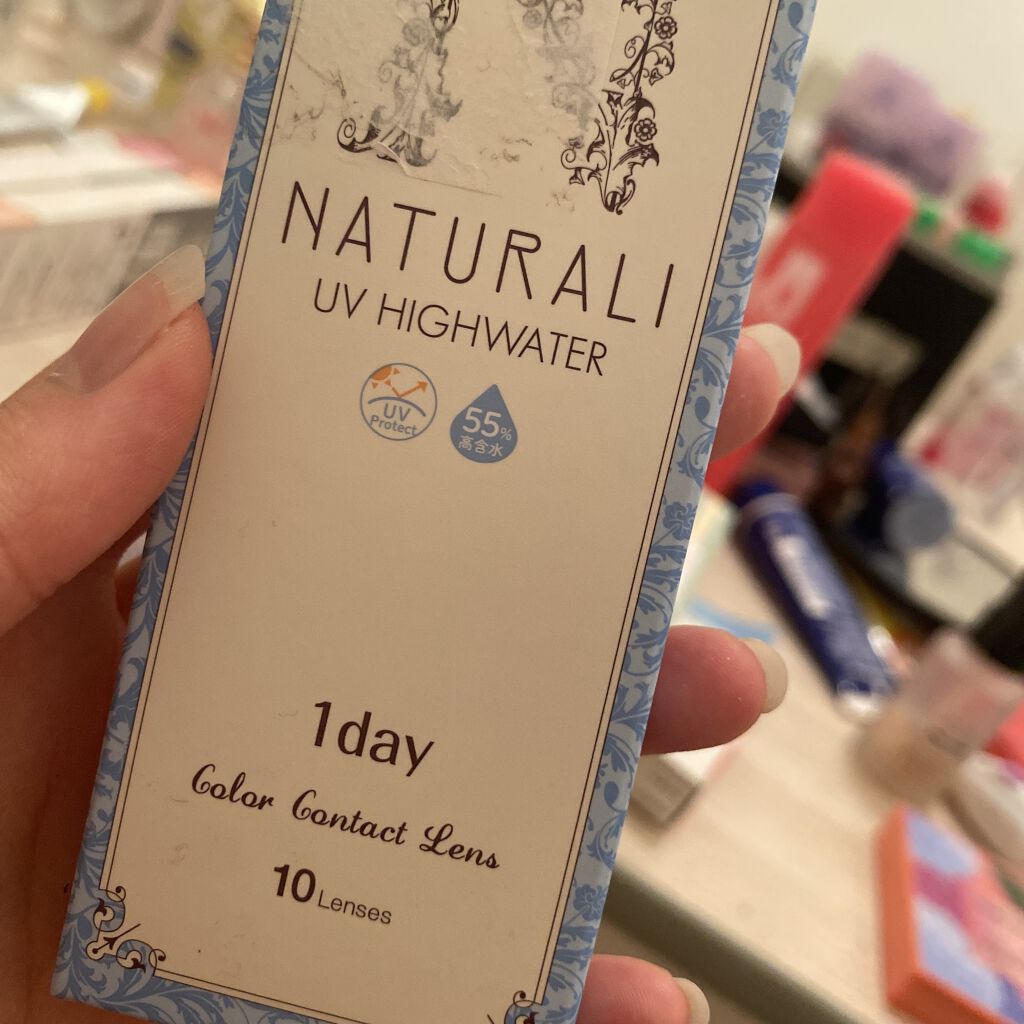 NATURALI
UV HIGHWATER
UV
Protect
55%
高含水
1day
Color Contact Lens
10 Lenses